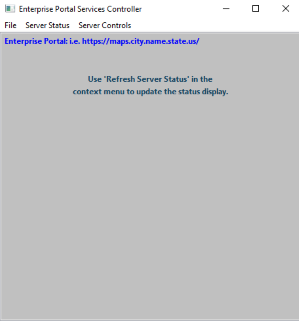 Enterprise Portal Services Controller
File Server Status Server Controls
Enterprise Portal: i.e. https://maps.city.name.state.us/
Use 'Refresh Server Status' in the
context menu to update the status display.